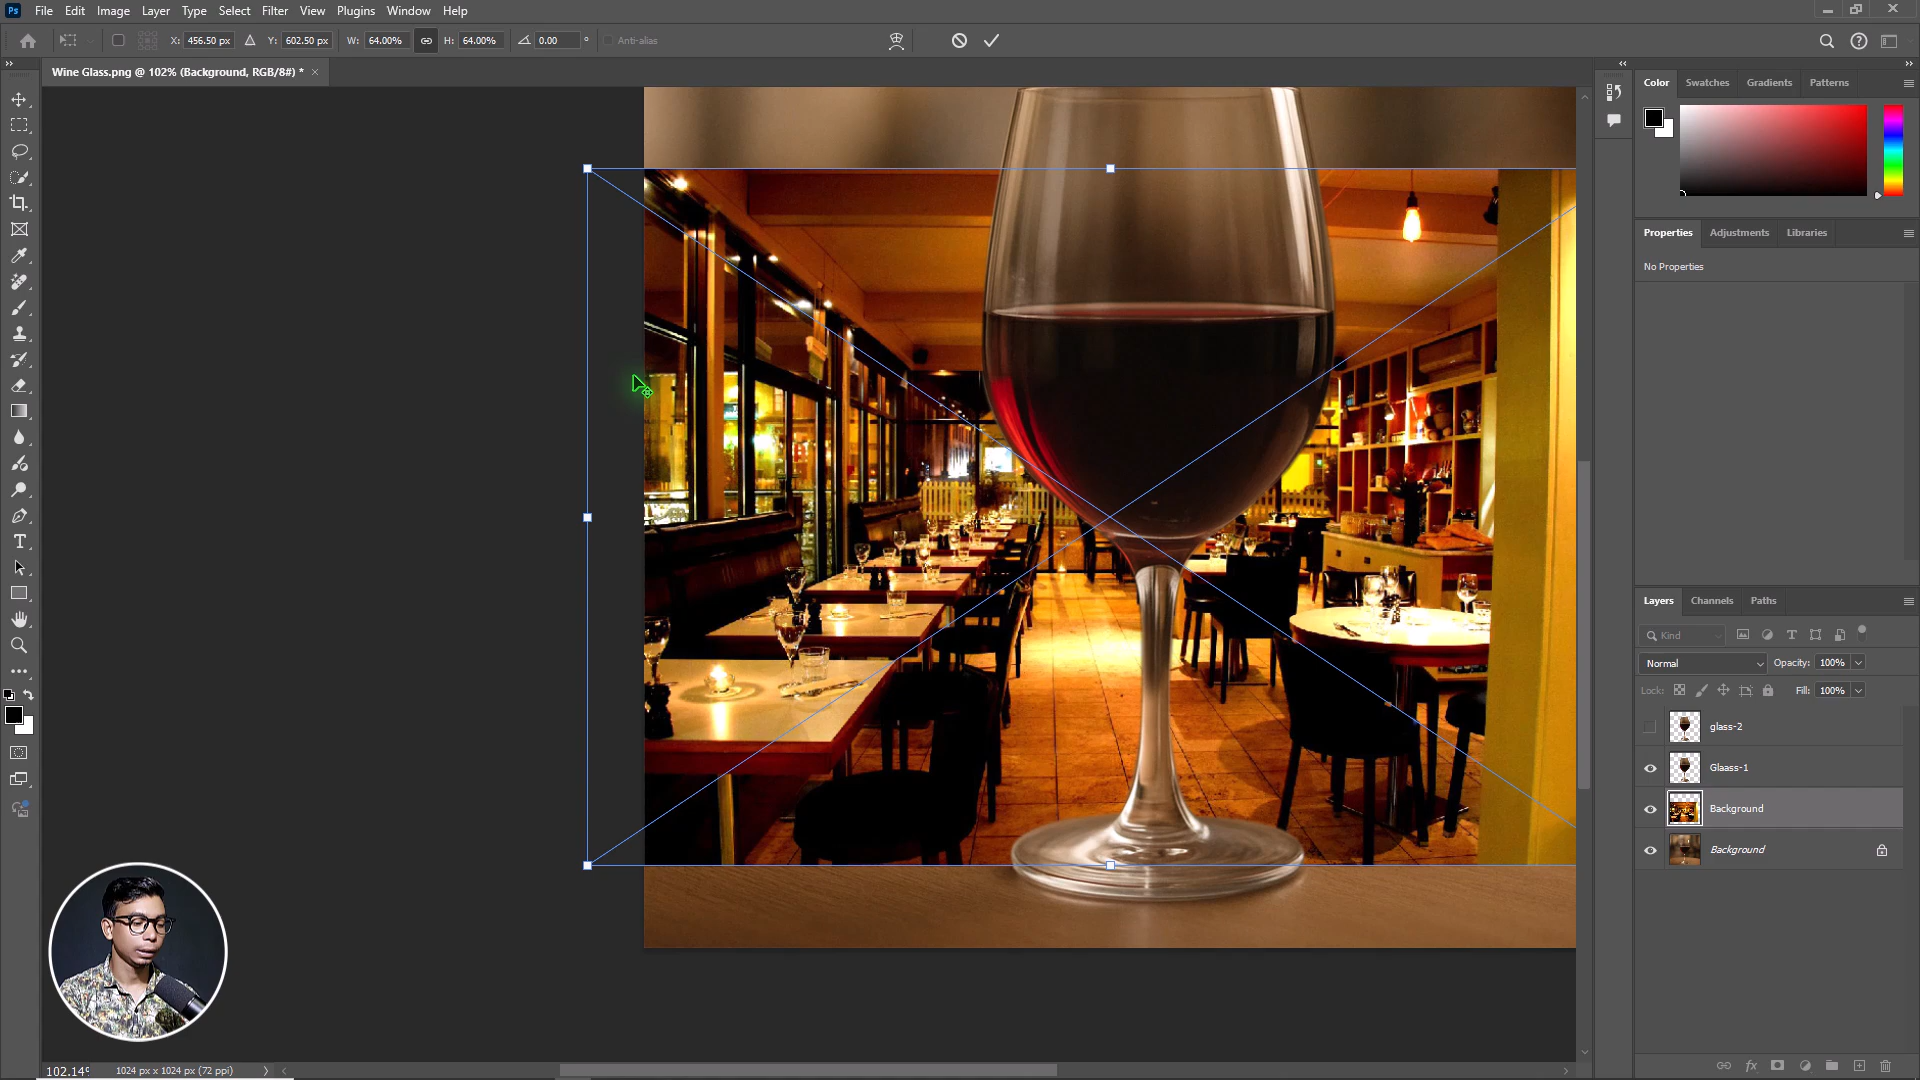 Ps File Edit Image Layer Type Select Filter View Plugins Window Help
X: 456.50 px Y: 602.50 px W: 64.00% H: 64.00% 0.00 ° Anti-alias
Wine Glass.png @ 102% (Background, RGB/8#) * ×
Color Swatches Gradients Patterns
Properties Adjustments Libraries
No Properties
Layers Channels Paths
Kind
Normal Opacity: 100%
Lock: Fill: 100%
glass-2
Glaass-1
Background
Background
102.14% 1024 px x 1024 px (72 ppi)